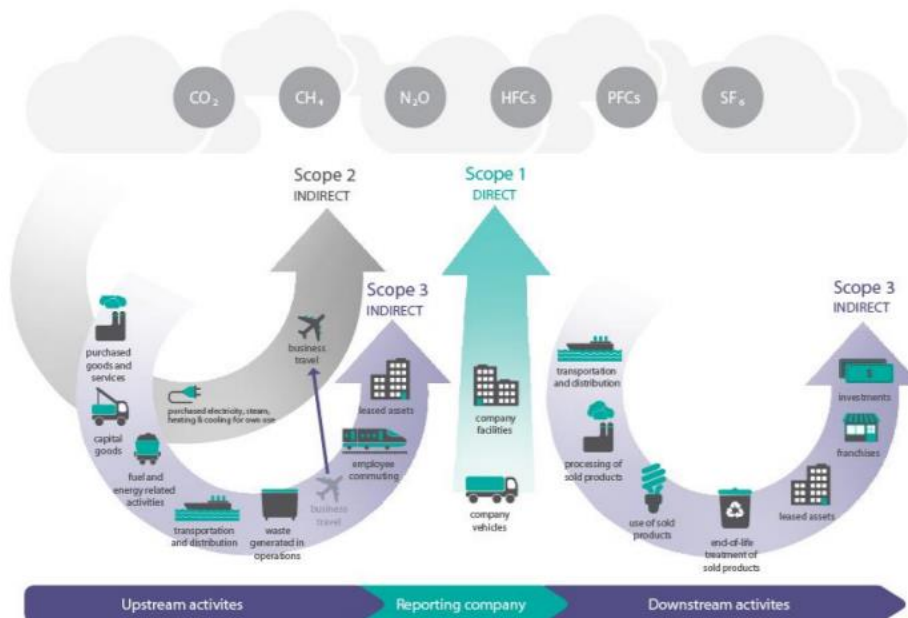 CO₂
CH₄
N₂O
HFCs
PFCs
SF₆
Scope 2
INDIRECT
Scope 1
DIRECT
Scope 3
INDIRECT
Scope 3
INDIRECT
purchased
goods and
services
capital
goods
fuel and
energy related
activities
transportation
and distribution
waste
generated in
operations
business
travel
purchased electricity, steam,
heating & cooling for own use
business
travel
employee
commuting
leased assets
company
facilities
company
vehicles
transportation
and distribution
processing of
sold products
use of sold
products
end-of-life
treatment of
sold products
leased assets
franchises
investments
$
Upstream activites
Reporting company
Downstream activites